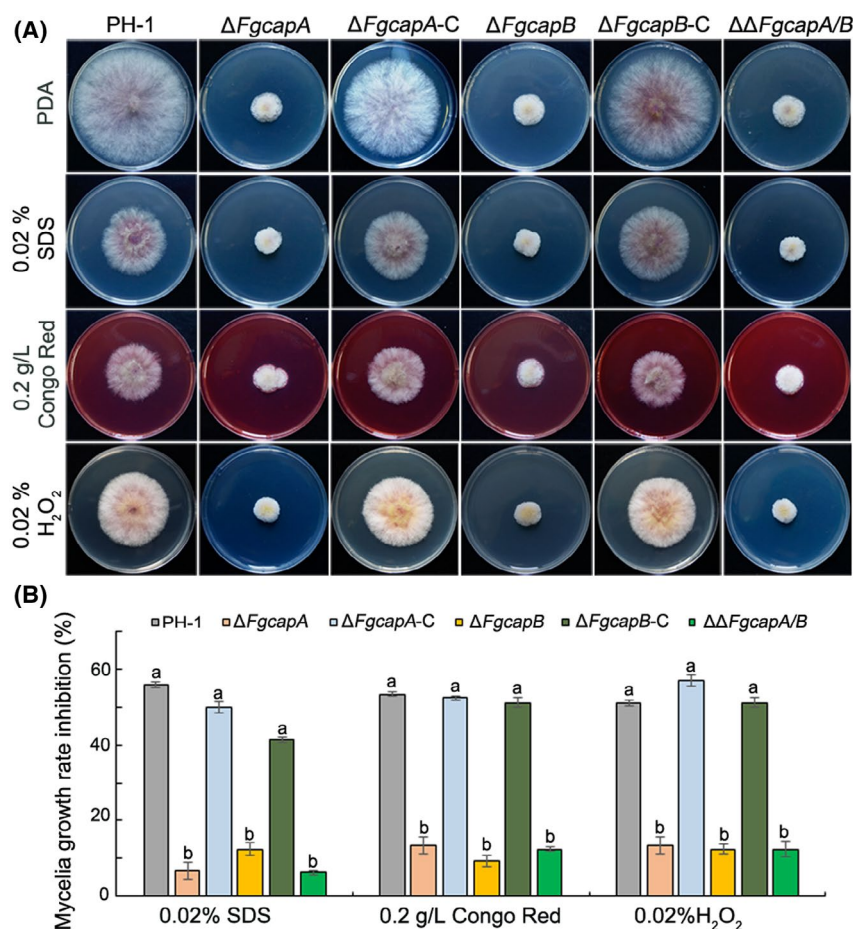 (A)
PH-1 ΔFgcapA ΔFgcapA-C ΔFgcapB ΔFgcapB-C ΔΔFgcapA/B
PDA
0.02 %
SDS
0.2 g/L
Congo Red
0.02 %
H₂O₂
(B)
PH-1 ΔFgcapA ΔFgcapA-C ΔFgcapB ΔFgcapB-C ΔΔFgcapA/B
Mycelia growth rate inhibition (%)
60
40
20
0
a b a b a b
a b a b a b
a b a b a b
0.02% SDS 0.2 g/L Congo Red 0.02%H₂O₂